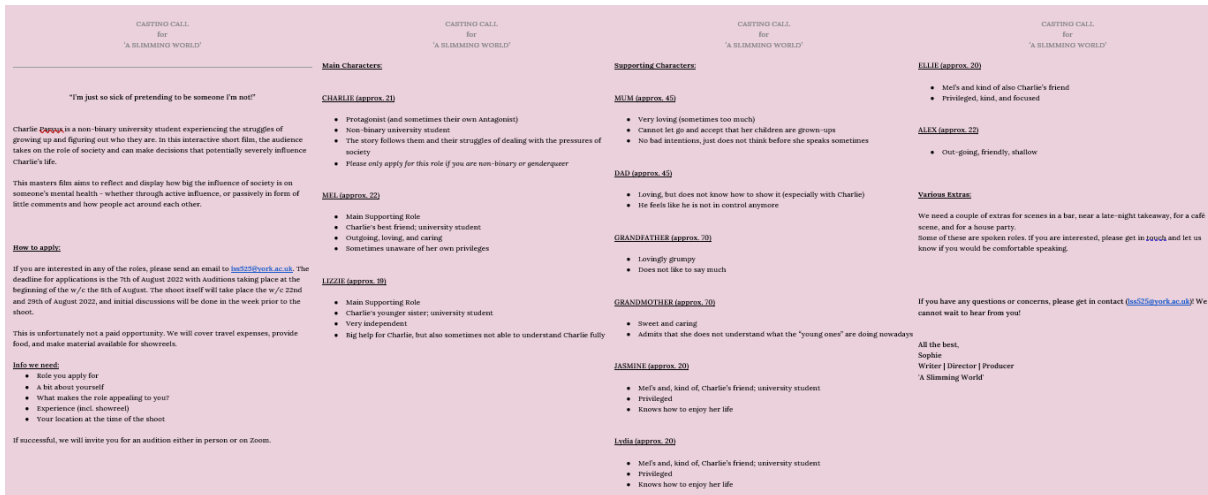 CASTING CALL
for
'A SLIMMING WORLD'
"I'm just so sick of pretending to be someone I'm not!"
Charlie is a non-binary university student experiencing the struggles of
growing up and figuring out who they are. In this interactive short film, the audience
takes on the role of society and can make decisions that potentially severely influence
Charlie's life.
This masters film aims to reflect and display how big the influence of society is on
someone's mental health - whether through active influence, or passively in form of
little comments and how people act around each other.
How to apply:
If you are interested in any of the roles, please send an email to lss525@york.ac.uk. The
deadline for applications is the 7th of August 2022 with Auditions taking place at the
beginning of the w/c the 8th of August. The shoot itself will take place the w/c 22nd
and 29th of August 2022, and initial discussions will be done in the week prior to the
shoot.
This is unfortunately not a paid opportunity. We will cover travel expenses, provide
food, and make material available for showreels.
Info we need:
● Role you apply for
● A bit about yourself
● What makes the role appealing to you?
● Experience (incl. showreel)
● Your location at the time of the shoot
If successful, we will invite you for an audition either in person or on Zoom.
CASTING CALL
for
'A SLIMMING WORLD'
Main Characters:
CHARLIE (approx. 21)
● Protagonist (and sometimes their own Antagonist)
● Non-binary university student
● The story follows them and their struggles of dealing with the pressures of
society
● Please only apply for this role if you are non-binary or genderqueer
MEL (approx. 22)
● Main Supporting Role
● Charlie's best friend; university student
● Outgoing, loving, and caring
● Sometimes unaware of her own privileges
LIZZIE (approx. 19)
● Main Supporting Role
● Charlie's younger sister; university student
● Very independent
● Big help for Charlie, but also sometimes not able to understand Charlie fully
CASTING CALL
for
'A SLIMMING WORLD'
Supporting Characters:
MUM (approx. 45)
● Very loving (sometimes too much)
● Cannot let go and accept that her children are grown-ups
● No bad intentions, just does not think before she speaks sometimes
DAD (approx. 45)
● Loving, but does not know how to show it (especially with Charlie)
● He feels like he is not in control anymore
GRANDFATHER (approx. 70)
● Lovingly grumpy
● Does not like to say much
GRANDMOTHER (approx. 70)
● Sweet and caring
● Admits that she does not understand what the "young ones" are doing nowadays
JASMINE (approx. 20)
● Mel's and, kind of, Charlie's friend; university student
● Privileged
● Knows how to enjoy her life
Lydia (approx. 20)
● Mel's and, kind of, Charlie's friend; university student
● Privileged
● Knows how to enjoy her life
CASTING CALL
for
'A SLIMMING WORLD'
ELLIE (approx. 20)
● Mel's and kind of also Charlie's friend
● Privileged, kind, and focused
ALEX (approx. 22)
● Out-going, friendly, shallow
Various Extras:
We need a couple of extras for scenes in a bar, near a late-night takeaway, for a café
scene, and for a house party.
Some of these are spoken roles. If you are interested, please get in touch and let us
know if you would be comfortable speaking.
If you have any questions or concerns, please get in contact (lss525@york.ac.uk)! We
cannot wait to hear from you!
All the best,
Sophie
Writer | Director | Producer
'A Slimming World'